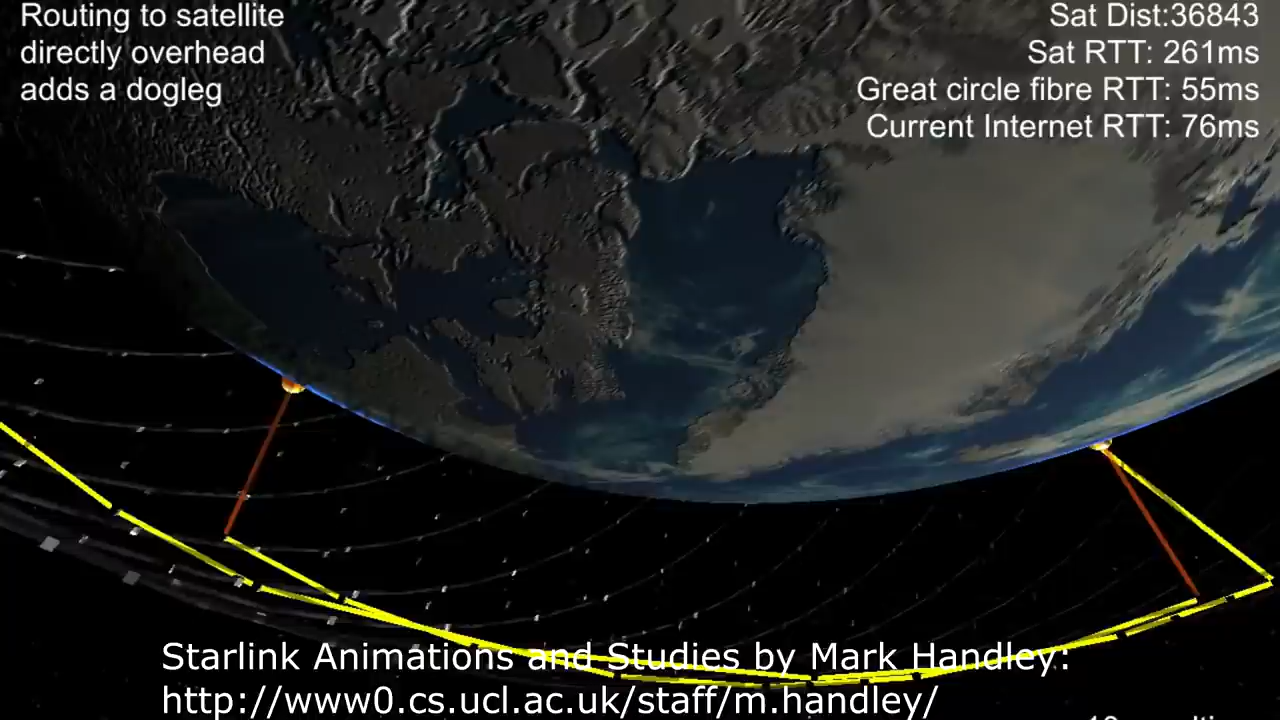 Routing to satellite
directly overhead
adds a dogleg
Sat Dist:36843
Sat RTT: 261ms
Great circle fibre RTT: 55ms
Current Internet RTT: 76ms
Starlink Animations and Studies by Mark Handley:
http://www0.cs.ucl.ac.uk/staff/m.handley/